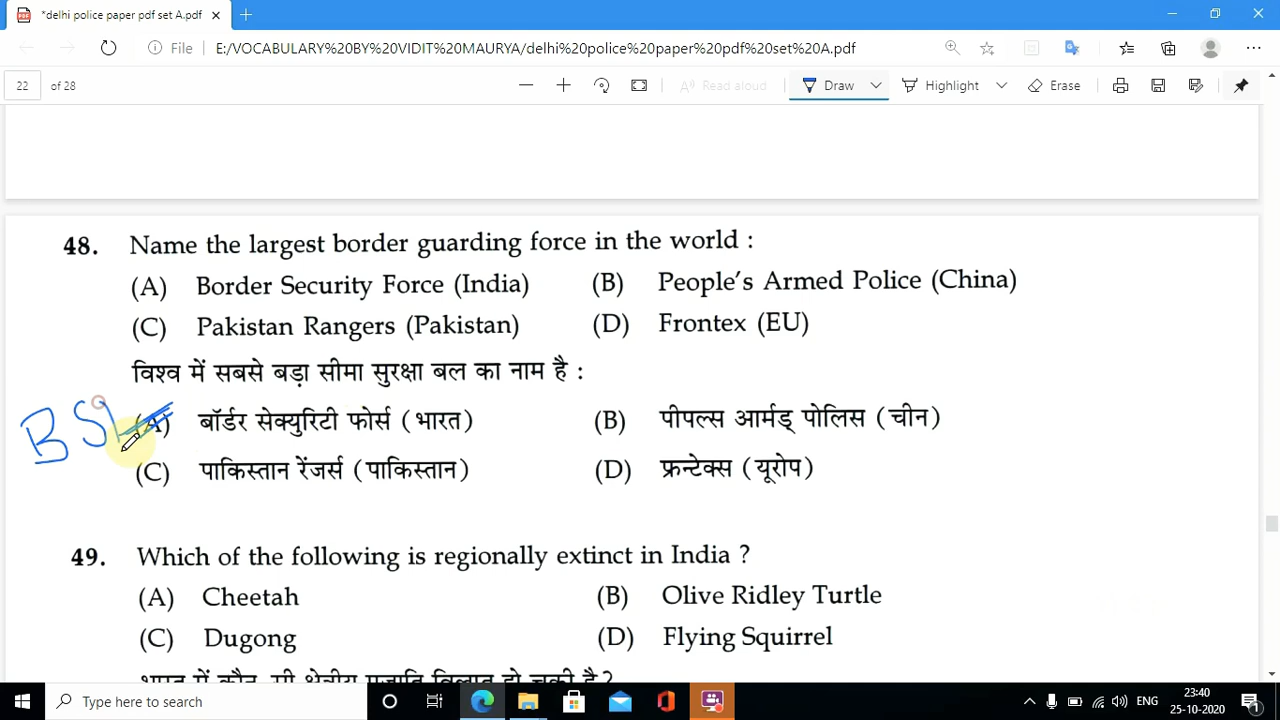 *delhi police paper pdf set A.pdf
File E:/VOCABULARY%20BY%20VIDIT%20MAURYA/delhi%20police%20paper%20pdf%20set%20A.pdf
22 of 28 Read aloud Draw Highlight Erase
48. Name the largest border guarding force in the world :
(A) Border Security Force (India) (B) People's Armed Police (China)
(C) Pakistan Rangers (Pakistan) (D) Frontex (EU)
विश्व में सबसे बड़ा सीमा सुरक्षा बल का नाम है :
BS (A) बॉर्डर सेक्युरिटी फोर्स (भारत) (B) पीपल्स आर्मड् पोलिस (चीन)
(C) पाकिस्तान रेंजर्स (पाकिस्तान) (D) फ्रन्टेक्स (यूरोप)
49. Which of the following is regionally extinct in India ?
(A) Cheetah (B) Olive Ridley Turtle
(C) Dugong (D) Flying Squirrel
Type here to search ENG 23:40
25-10-2020